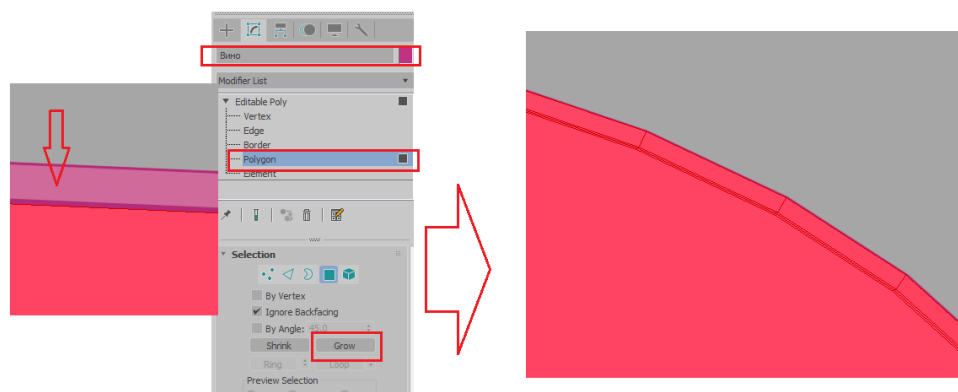 Вино
Modifier List
Editable Poly
Vertex
Edge
Border
Polygon
Element
Selection
By Vertex
Ignore Backfacing
By Angle: 45.0
Shrink Grow
Ring Loop
Preview Selection